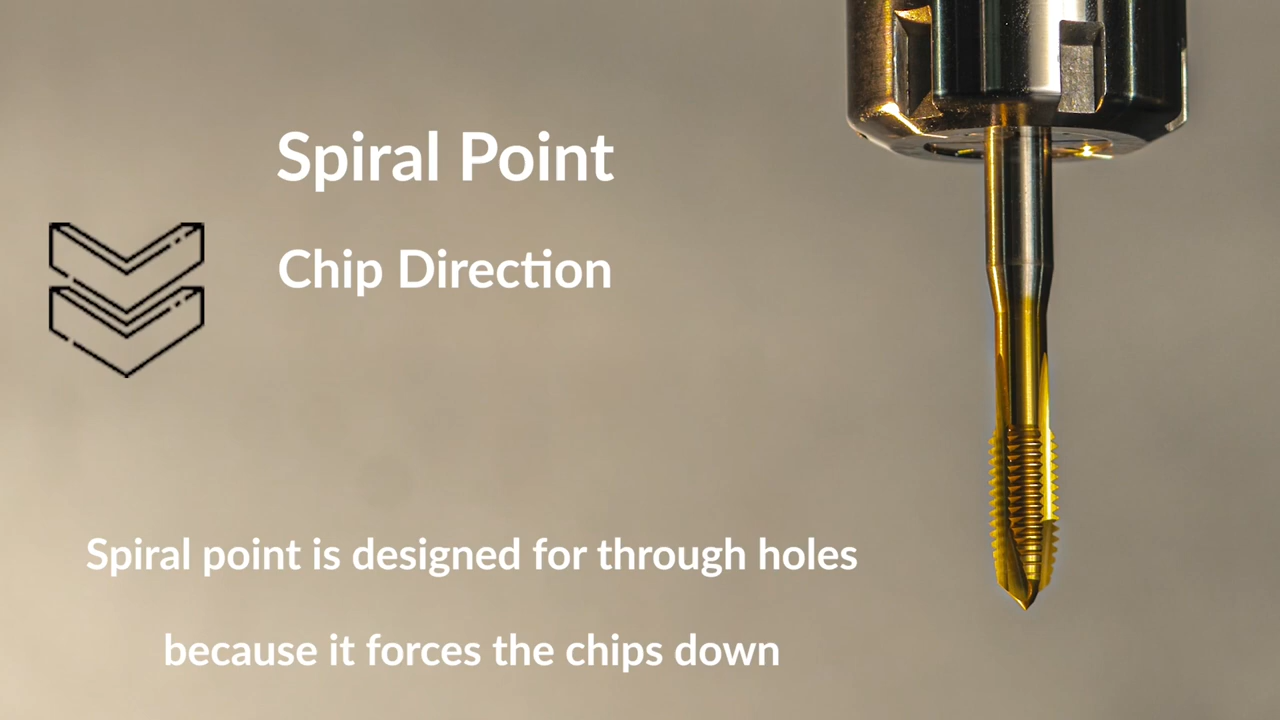 Spiral Point
Chip Direction
Spiral point is designed for through holes
because it forces the chips down